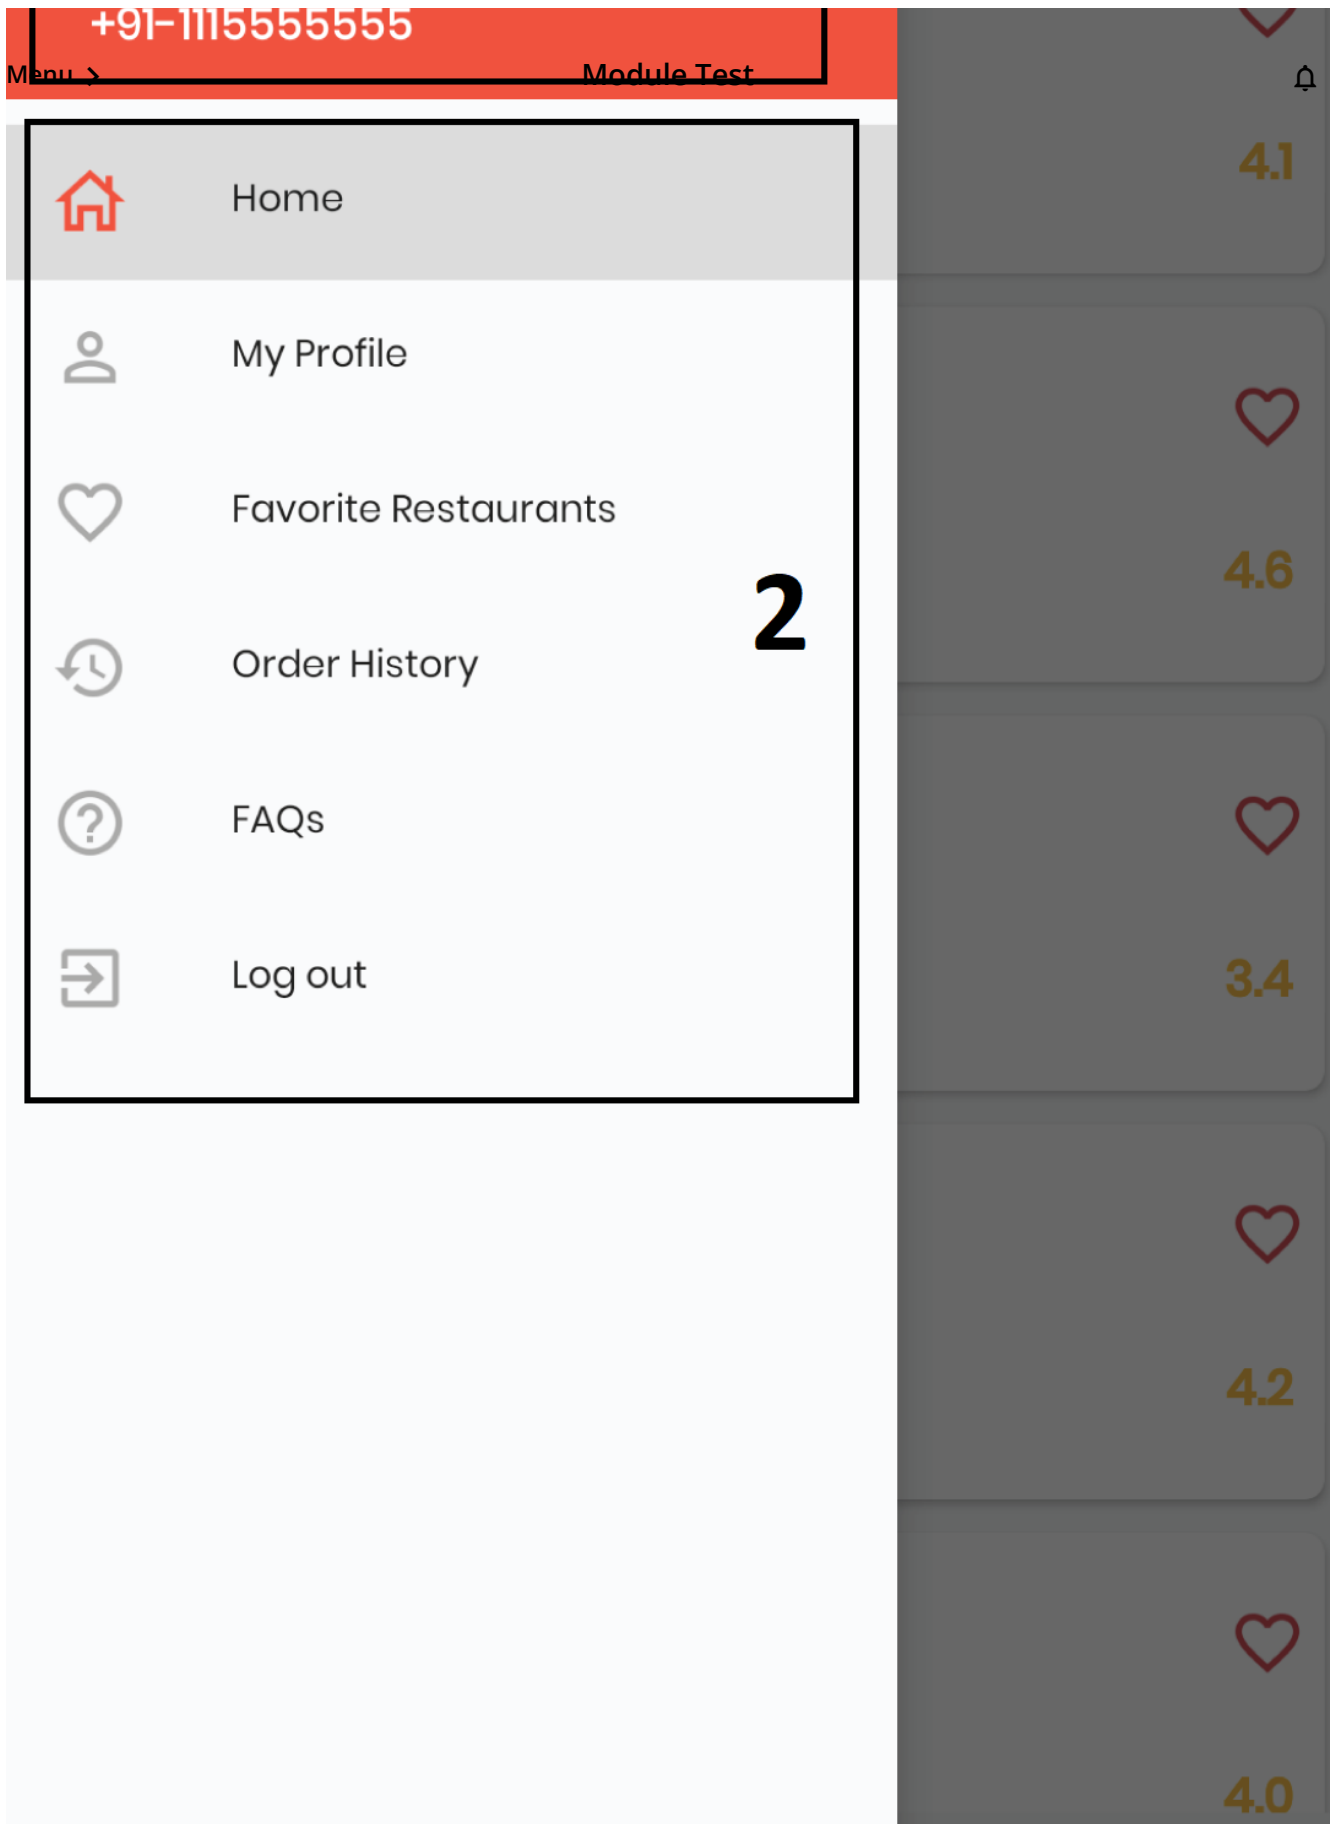 +91-1115555555
Menu
Module Test
4.1
Home
My Profile
Favorite Restaurants
4.6
2
Order History
FAQs
Log out
3.4
4.2
4.0